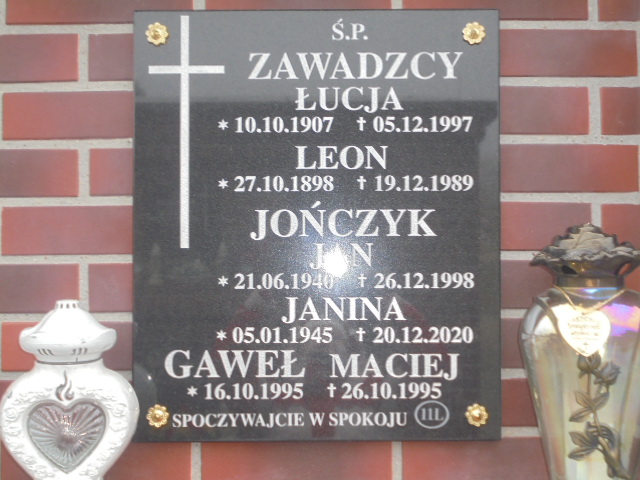 Ś.P.
ZAWADZCY
ŁUCJA
* 10.10.1907 † 05.12.1997
LEON
* 27.10.1898 † 19.12.1989
JOŃCZYK
JAN
* 21.06.1940 † 26.12.1998
JANINA
* 05.01.1945 † 20.12.2020
GAWEŁ MACIEJ
* 16.10.1995 † 26.10.1995
SPOCZYWAJCIE W SPOKOJU IIL